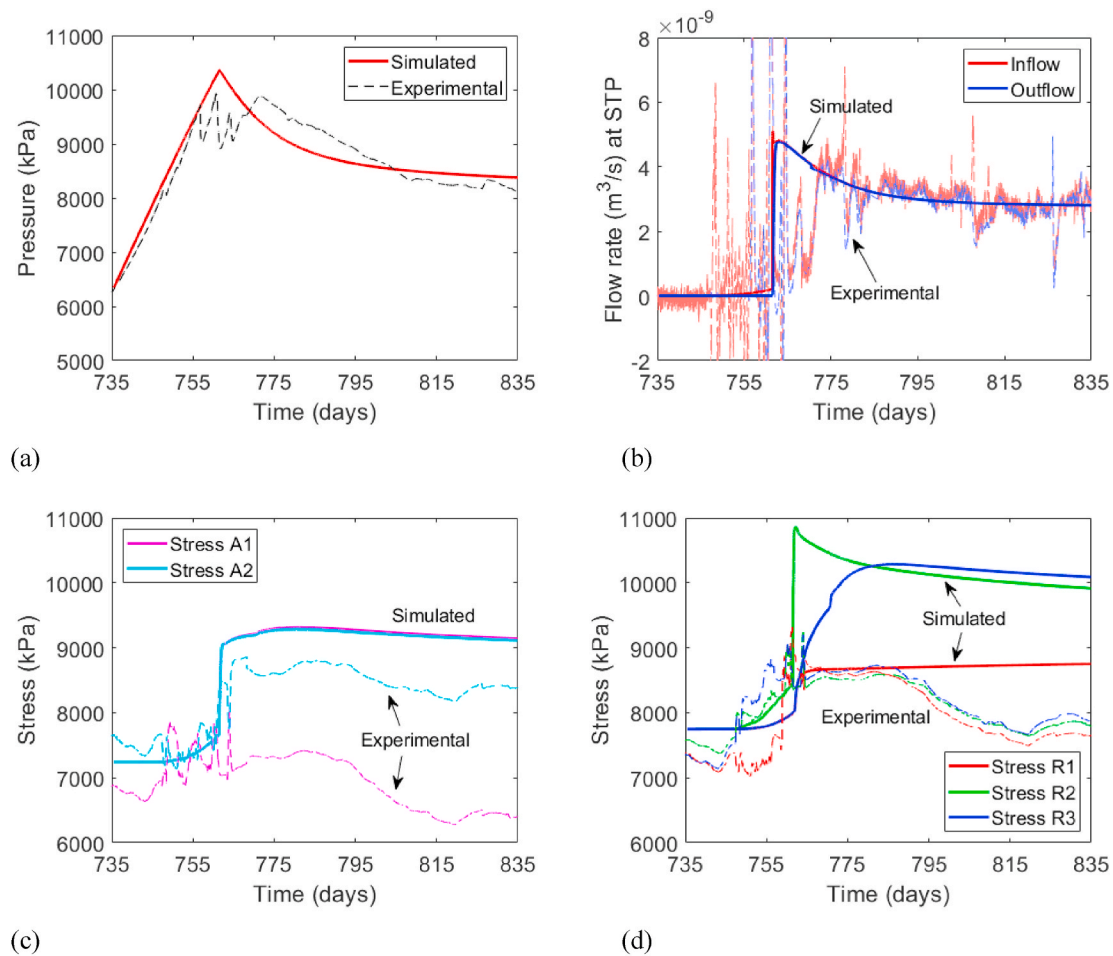 11000
10000
9000
8000
7000
6000
5000
Pressure (kPa)
Simulated
Experimental
735 755 775 795 815 835
Time (days)
(a)
×10^-9
8
6
4
2
0
-2
Flow rate (m^3/s) at STP
Inflow
Outflow
Simulated
Experimental
735 755 775 795 815 835
Time (days)
(b)
11000
10000
9000
8000
7000
6000
Stress (kPa)
Stress A1
Stress A2
Simulated
Experimental
735 755 775 795 815 835
Time (days)
(c)
11000
10000
9000
8000
7000
6000
Stress (kPa)
Simulated
Experimental
Stress R1
Stress R2
Stress R3
735 755 775 795 815 835
Time (days)
(d)